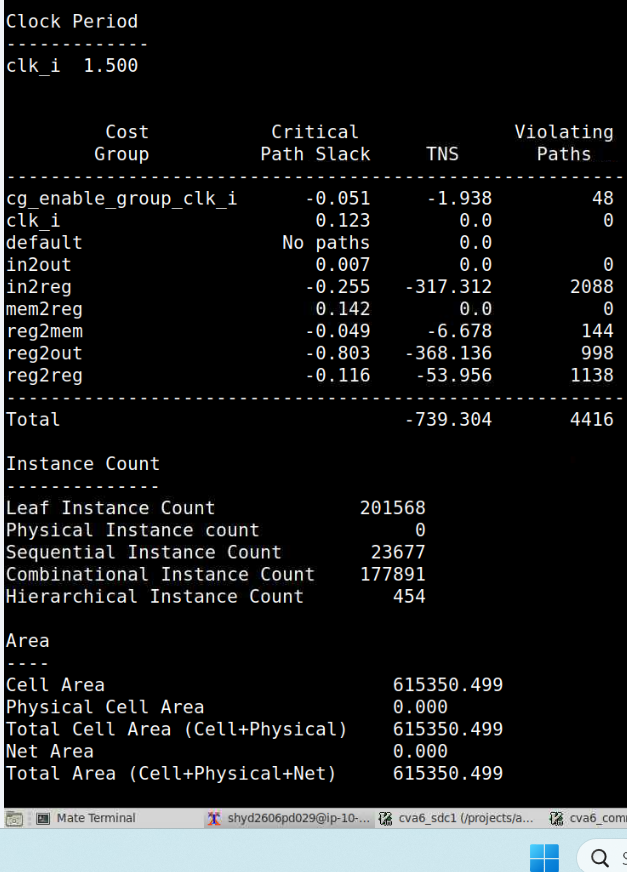 Clock Period
-------------
clk_i 1.500
Cost Critical Violating
Group Path Slack TNS Paths
---------------------------------------------------------
cg_enable_group_clk_i -0.051 -1.938 48
clk_i 0.123 0.0 0
default No paths 0.0
in2out 0.007 0.0 0
in2reg -0.255 -317.312 2088
mem2reg 0.142 0.0 0
reg2mem -0.049 -6.678 144
reg2out -0.803 -368.136 998
reg2reg -0.116 -53.956 1138
---------------------------------------------------------
Total -739.304 4416
Instance Count
--------------
Leaf Instance Count 201568
Physical Instance count 0
Sequential Instance Count 23677
Combinational Instance Count 177891
Hierarchical Instance Count 454
Area
----
Cell Area 615350.499
Physical Cell Area 0.000
Total Cell Area (Cell+Physical) 615350.499
Net Area 0.000
Total Area (Cell+Physical+Net) 615350.499
Mate Terminal shyd2606pd029@ip-10-... cva6_sdc1 (/projects/a... cva6_com